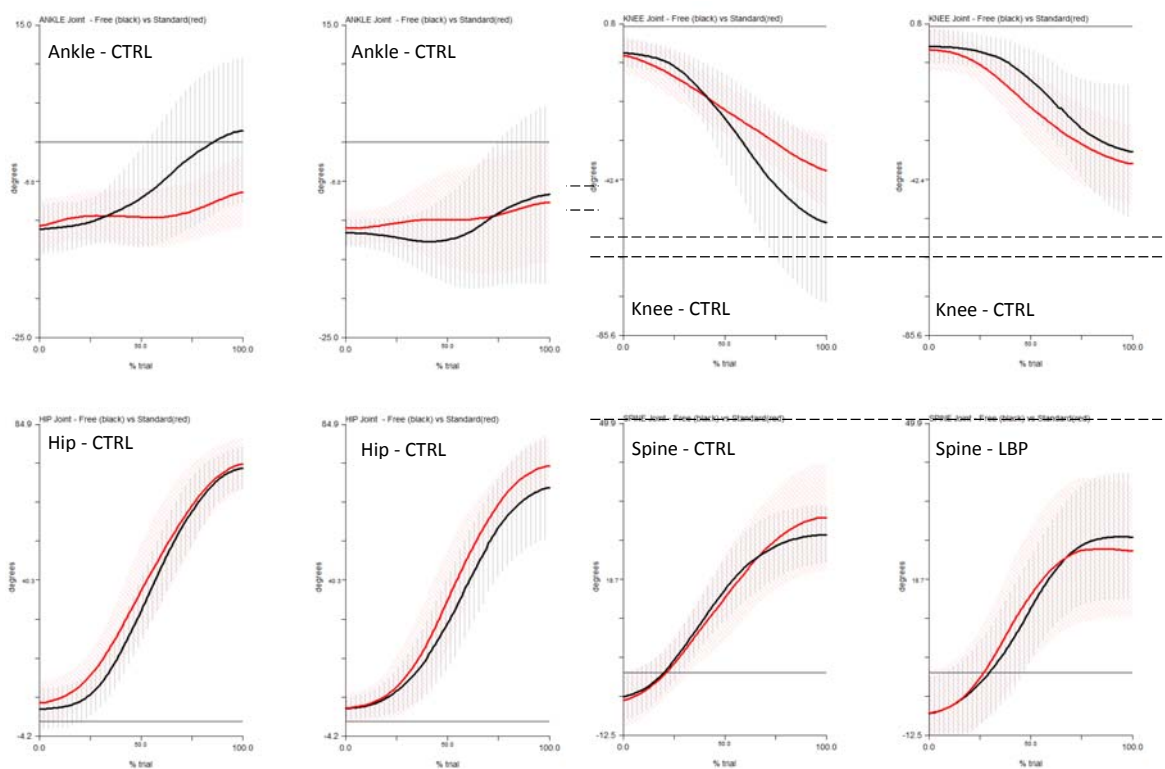 ANKLE Joint - Free (black) vs Standard(red)
15.0
Ankle - CTRL
degrees
-25.0
0.0
50.0
100.0
% trial
ANKLE Joint - Free (black) vs Standard(red)
15.0
Ankle - CTRL
degrees
-25.0
0.0
50.0
100.0
% trial
KNEE Joint - Free (black) vs Standard(red)
0.8
degrees
-42.4
Knee - CTRL
-85.6
0.0
50.0
100.0
% trial
KNEE Joint - Free (black) vs Standard(red)
0.8
degrees
-42.4
Knee - CTRL
-85.6
0.0
50.0
100.0
% trial
HIP Joint - Free (black) vs Standard(red)
84.9
Hip - CTRL
degrees
40.3
-4.2
0.0
50.0
100.0
% trial
HIP Joint - Free (black) vs Standard(red)
84.9
Hip - CTRL
degrees
40.3
-4.2
0.0
50.0
100.0
% trial
SPINE Joint - Free (black) vs Standard(red)
49.9
Spine - CTRL
degrees
18.7
-12.5
0.0
50.0
100.0
% trial
SPINE Joint - Free (black) vs Standard(red)
49.9
Spine - LBP
degrees
18.7
-12.5
0.0
50.0
100.0
% trial